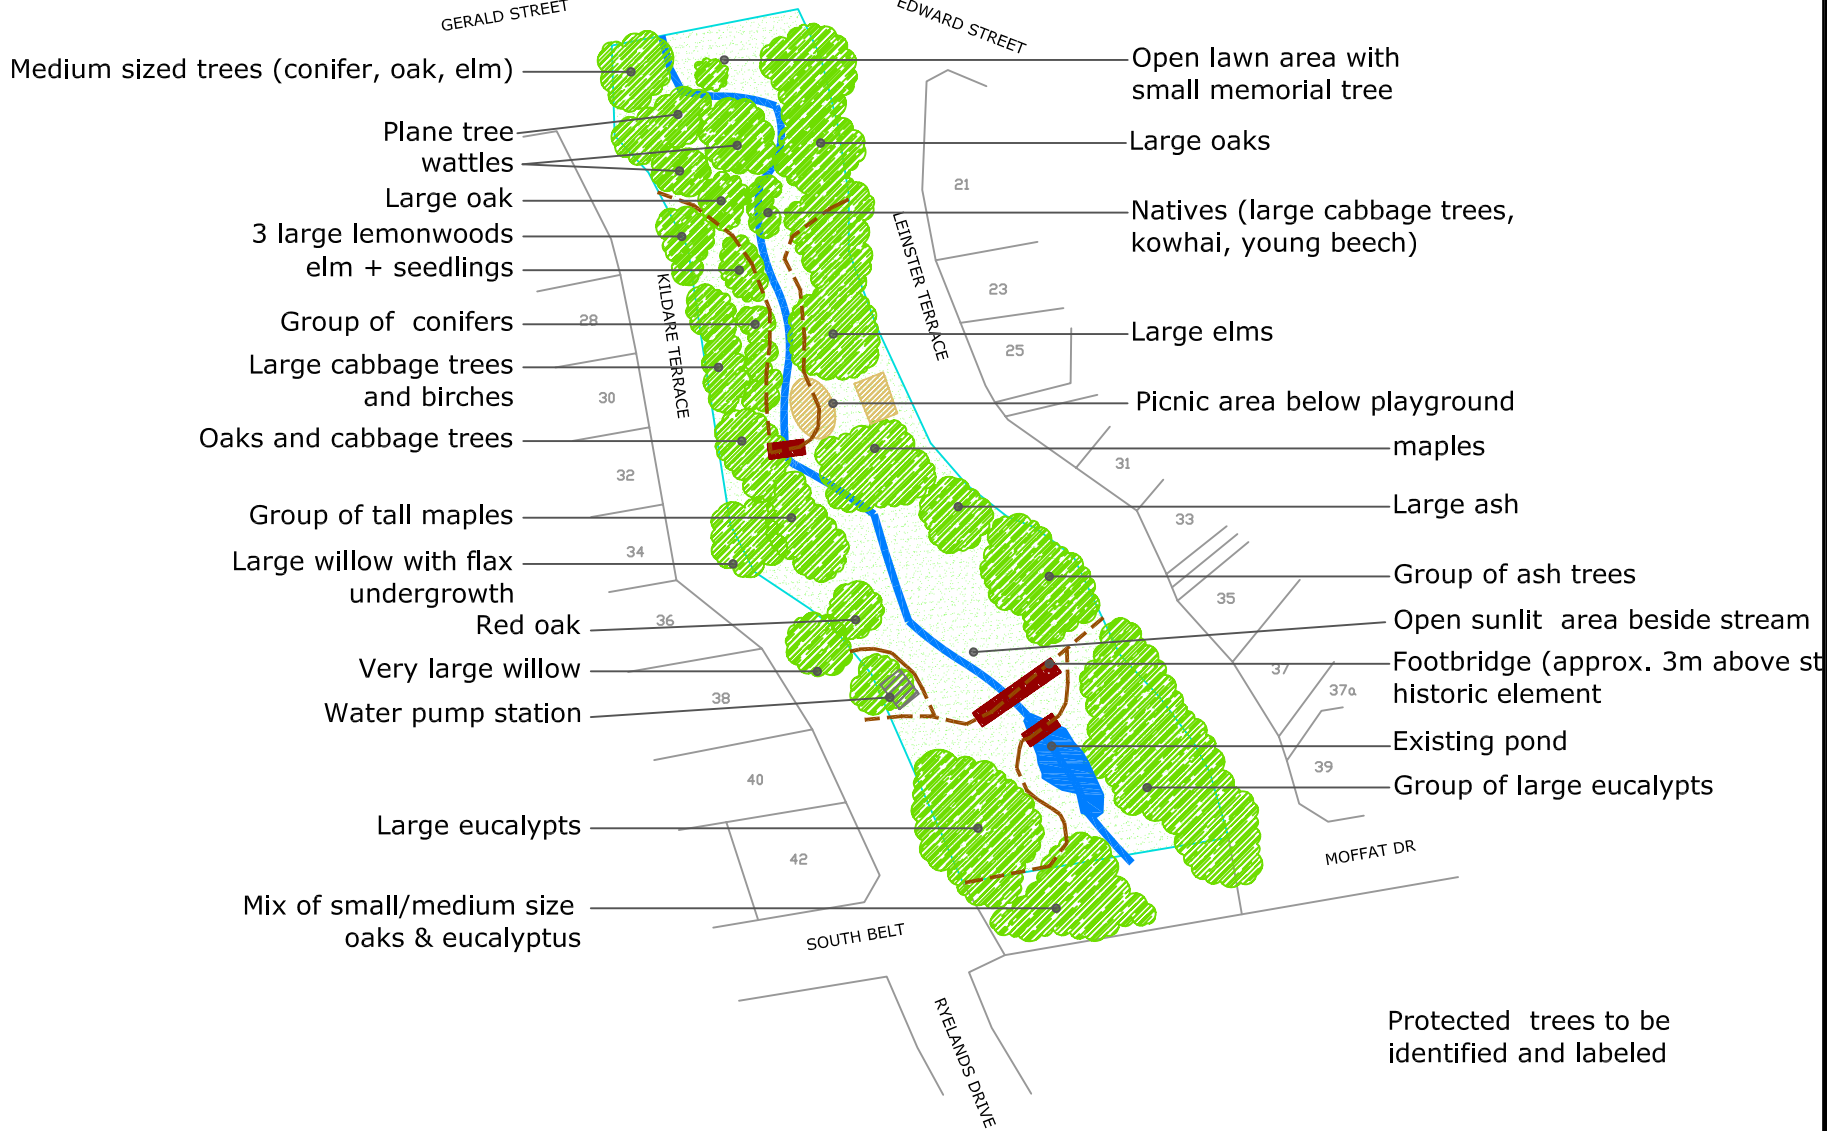 GERALD STREET
EDWARD STREET
Medium sized trees (conifer, oak, elm)
Plane tree
wattles
Large oak
3 large lemonwoods
elm + seedlings
Group of  conifers
Large cabbage trees
and birches
Oaks and cabbage trees
Group of tall maples
Large willow with flax
undergrowth
Red oak
Very large willow
Water pump station
Large eucalypts
Mix of small/medium size
oaks & eucalyptus
Open lawn area with
small memorial tree
Large oaks
Natives (large cabbage trees,
kowhai, young beech)
Large elms
Picnic area below playground
maples
Large ash
Group of ash trees
Open sunlit  area beside stream
Footbridge (approx. 3m above st
historic element
Existing pond
Group of large eucalypts
KILDARE TERRACE
LEINSTER TERRACE
28
30
32
34
36
38
40
42
21
23
25
31
33
35
37
37a
39
MOFFAT DR
SOUTH BELT
RYELANDS DRIVE
Protected  trees to be
identified and labeled